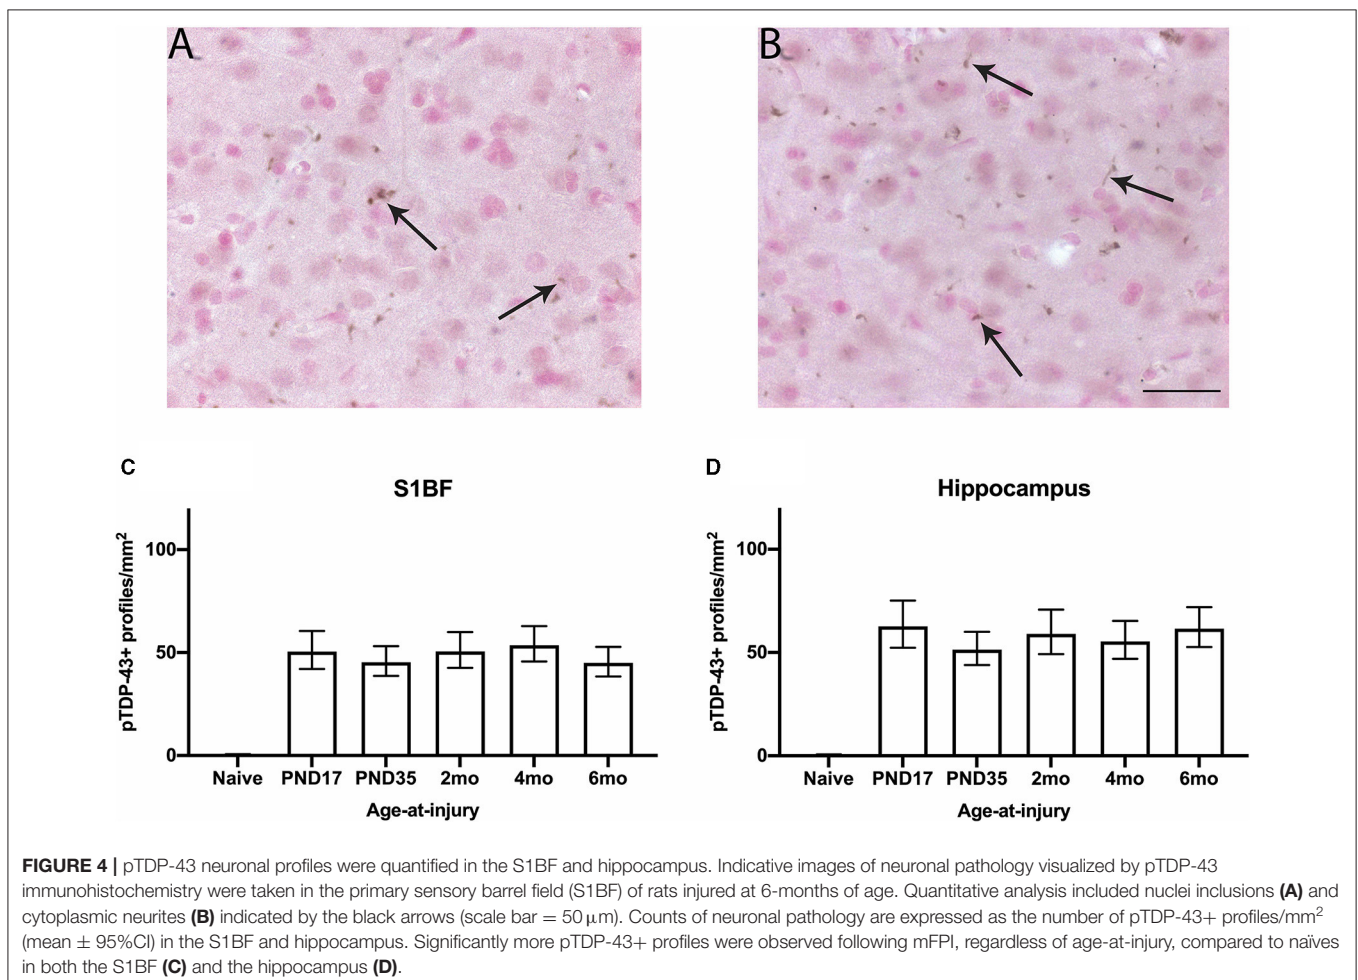 A
B
C
S1BF
pTDP-43+ profiles/mm²
100
50
0
Naive PND17 PND35 2mo 4mo 6mo
Age-at-injury
D
Hippocampus
pTDP-43+ profiles/mm²
100
50
0
Naive PND17 PND35 2mo 4mo 6mo
Age-at-injury
FIGURE 4 | pTDP-43 neuronal profiles were quantified in the S1BF and hippocampus. Indicative images of neuronal pathology visualized by pTDP-43
immunohistochemistry were taken in the primary sensory barrel field (S1BF) of rats injured at 6-months of age. Quantitative analysis included nuclei inclusions (A) and
cytoplasmic neurites (B) indicated by the black arrows (scale bar = 50 μm). Counts of neuronal pathology are expressed as the number of pTDP-43+ profiles/mm²
(mean ± 95%CI) in the S1BF and hippocampus. Significantly more pTDP-43+ profiles were observed following mFPI, regardless of age-at-injury, compared to naïves
in both the S1BF (C) and the hippocampus (D).